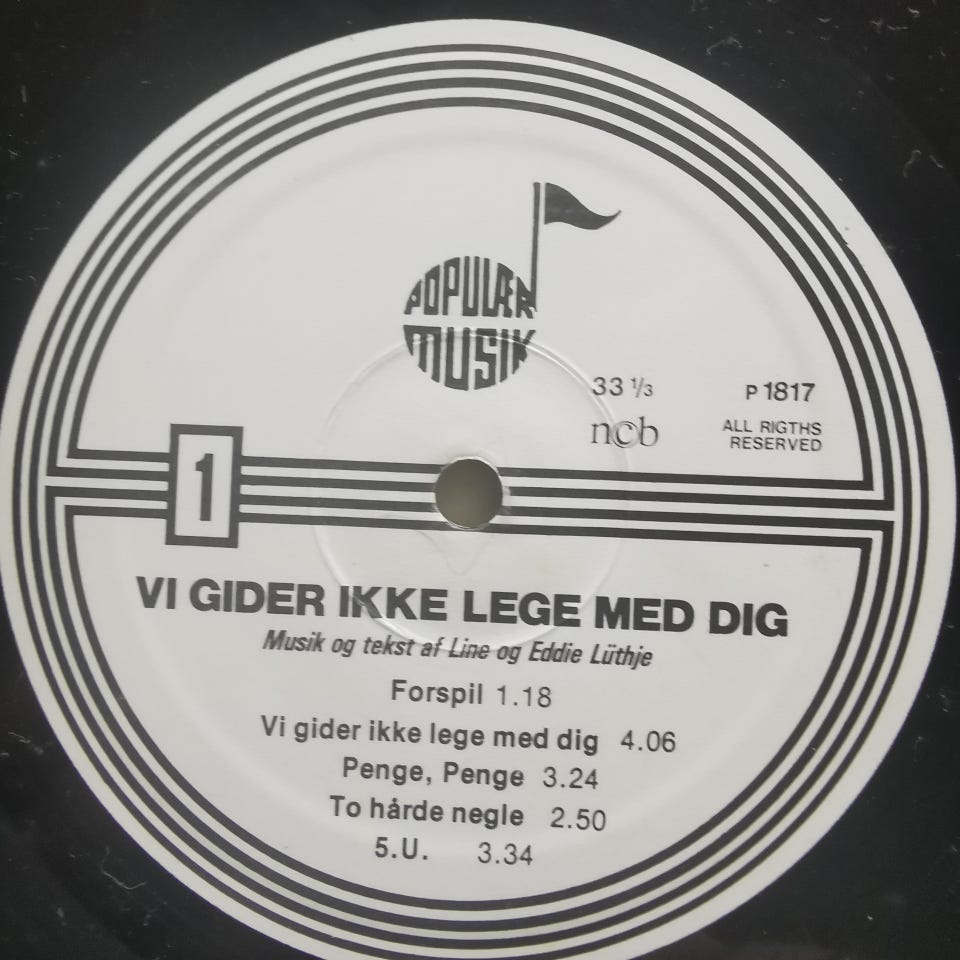 POPULÆR
MUSIK
33 1/3
P 1817
ncb
ALL RIGTHS
RESERVED
1
VI GIDER IKKE LEGE MED DIG
Musik og tekst af Line og Eddie Lüthje
Forspil 1.18
Vi gider ikke lege med dig 4.06
Penge, Penge 3.24
To hårde negle 2.50
5.U. 3.34